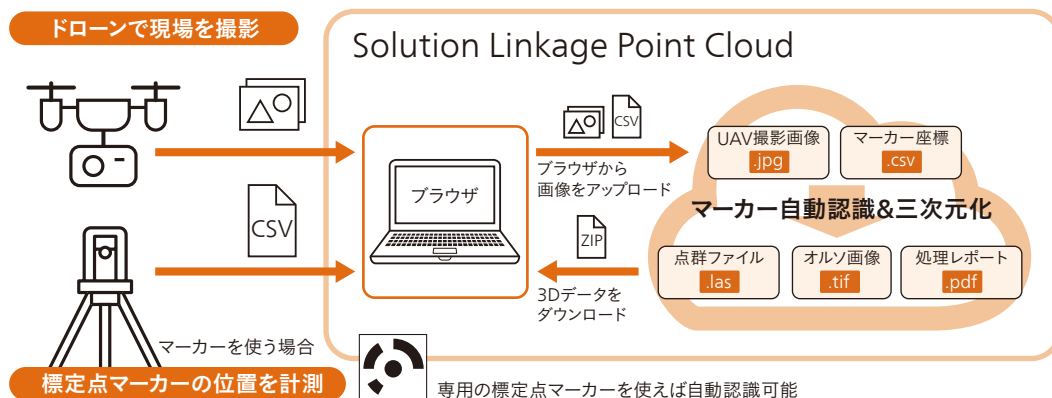 ドローンで現場を撮影
Solution Linkage Point Cloud
CSV
UAV撮影画像
.jpg
マーカー座標
.csv
ブラウザから
画像をアップロード
ブラウザ
CSV
マーカー自動認識&三次元化
ZIP
点群ファイル
.las
オルソ画像
.tif
処理レポート
.pdf
3Dデータを
ダウンロード
マーカーを使う場合
標定点マーカーの位置を計測
専用の標定点マーカーを使えば自動認識可能